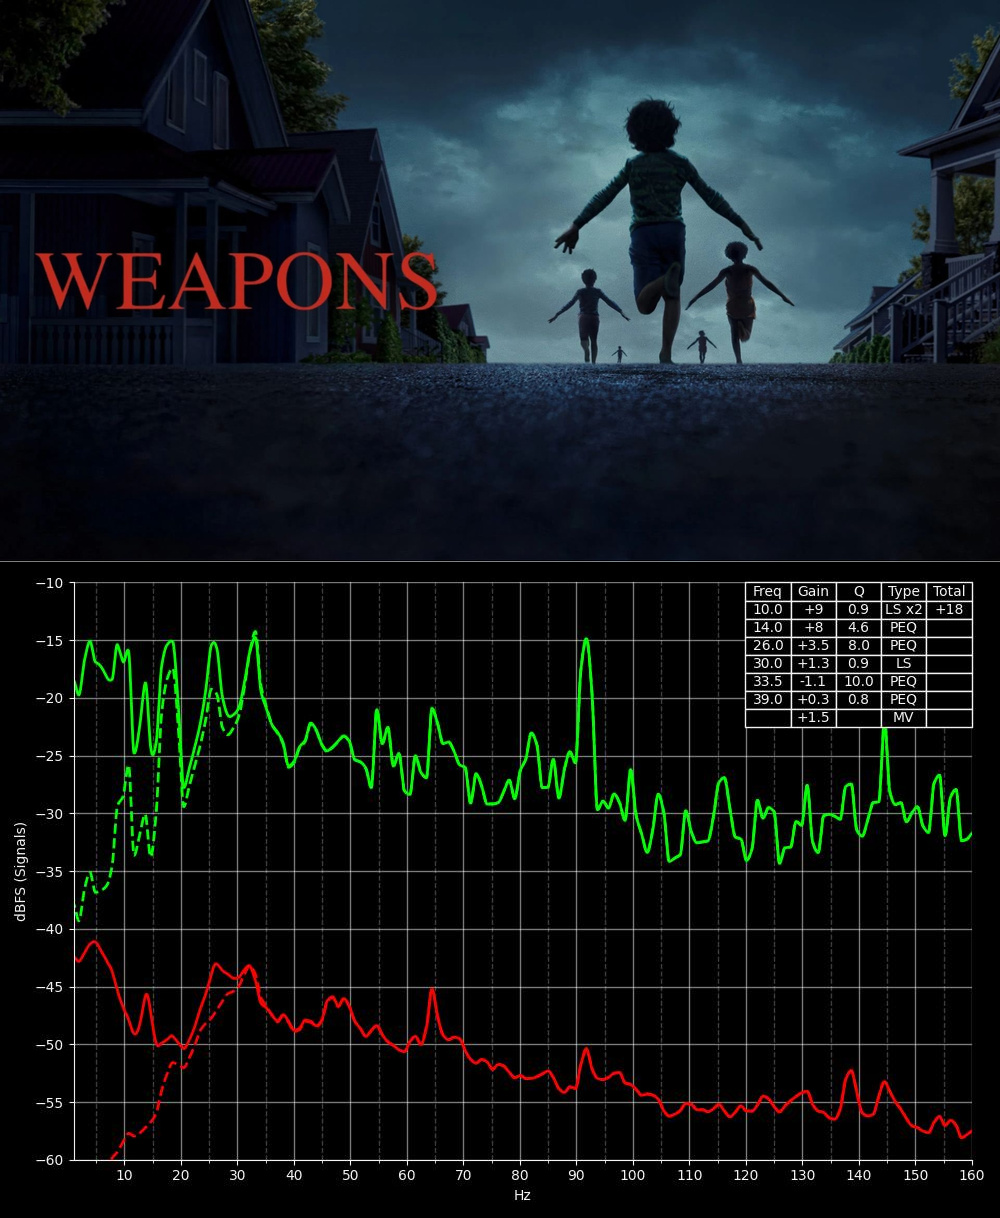 WEAPONS
−10
−15
−20
−25
−30
−35
−40
−45
−50
−55
−60
dBFS (Signals)
Freq Gain Q Type Total
10.0 +9 0.9 LS x2 +18
14.0 +8 4.6 PEQ
26.0 +3.5 8.0 PEQ
30.0 +1.3 0.9 LS
33.5 -1.1 10.0 PEQ
39.0 +0.3 0.8 PEQ
+1.5 MV
10 20 30 40 50 60 70 80 90 100 110 120 130 140 150 160
Hz